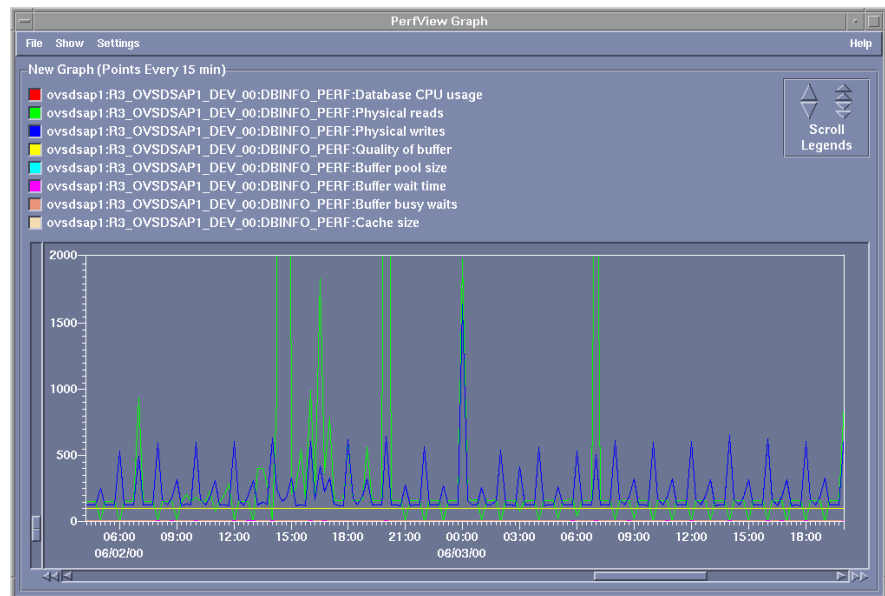 PerfView Graph
File Show Settings Help
New Graph (Points Every 15 min)
ovsdsap1:R3_OVSDSAP1_DEV_00:DBINFO_PERF:Database CPU usage
ovsdsap1:R3_OVSDSAP1_DEV_00:DBINFO_PERF:Physical reads
ovsdsap1:R3_OVSDSAP1_DEV_00:DBINFO_PERF:Physical writes
ovsdsap1:R3_OVSDSAP1_DEV_00:DBINFO_PERF:Quality of buffer
ovsdsap1:R3_OVSDSAP1_DEV_00:DBINFO_PERF:Buffer pool size
ovsdsap1:R3_OVSDSAP1_DEV_00:DBINFO_PERF:Buffer wait time
ovsdsap1:R3_OVSDSAP1_DEV_00:DBINFO_PERF:Buffer busy waits
ovsdsap1:R3_OVSDSAP1_DEV_00:DBINFO_PERF:Cache size
Scroll
Legends
2000
1500
1000
500
0
06:00 09:00 12:00 15:00 18:00 21:00 00:00 03:00 06:00 09:00 12:00 15:00 18:00
06/02/00 06/03/00